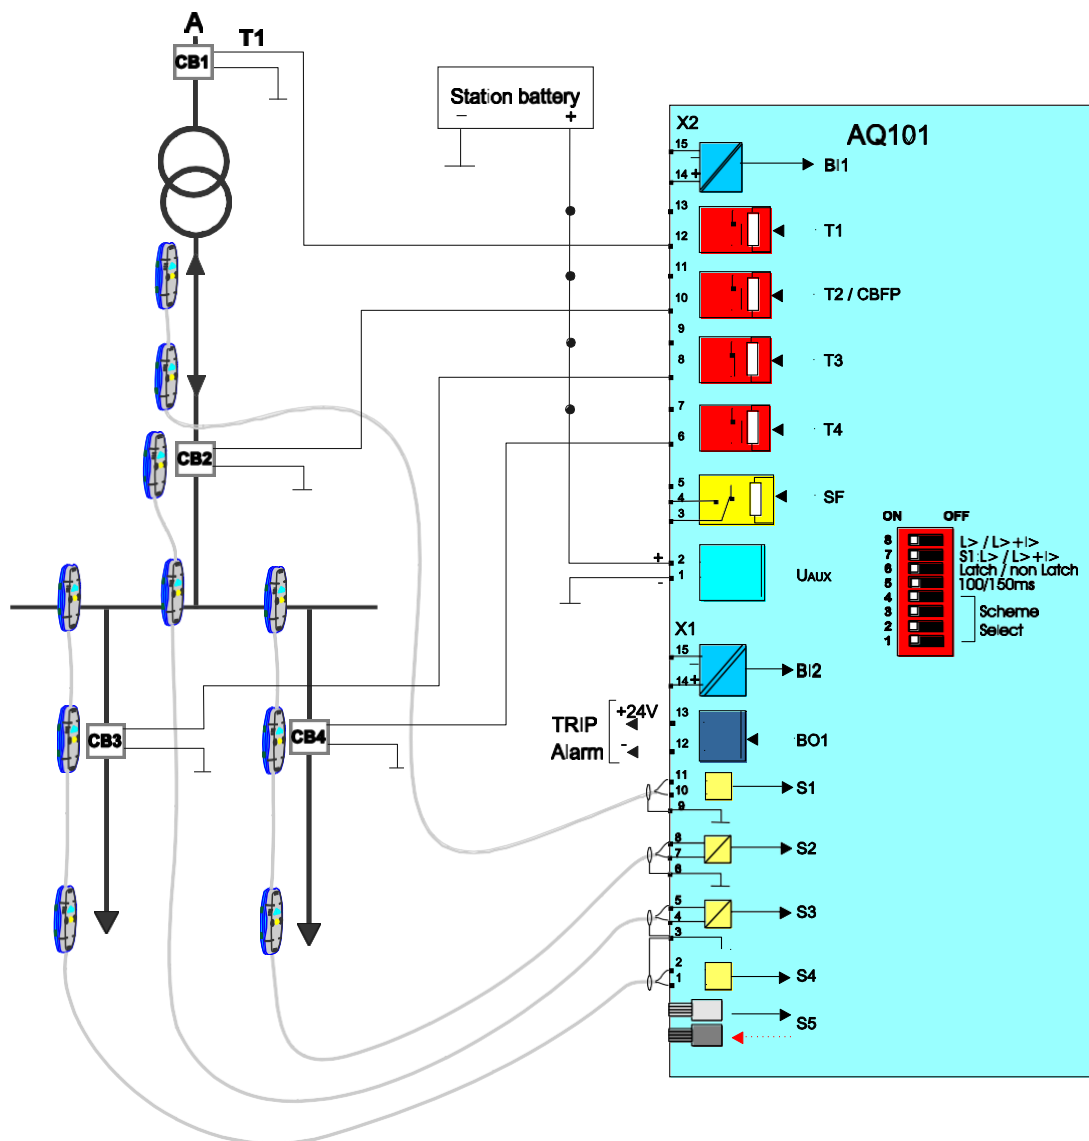 A
T1
CB1
Station battery
− +
X2
AQ101
15
−
+
14
BI1
13
12
T1
11
10
T2 / CBFP
9
8
T3
7
6
T4
5
4
3
SF
+
2
1
-
UAUX
CB2
ON OFF
8 L> / L>+I>
7 S1:L> / L>+I>
6 Latch / non Latch
5 100/150ms
4
3 Scheme
2 Select
1
X1
15
−
+
14
BI2
CB3
CB4
+24V
TRIP
-
Alarm
13
12
BO1
11
10
9
S1
8
7
6
S2
5
4
3
S3
2
1
S4
S5